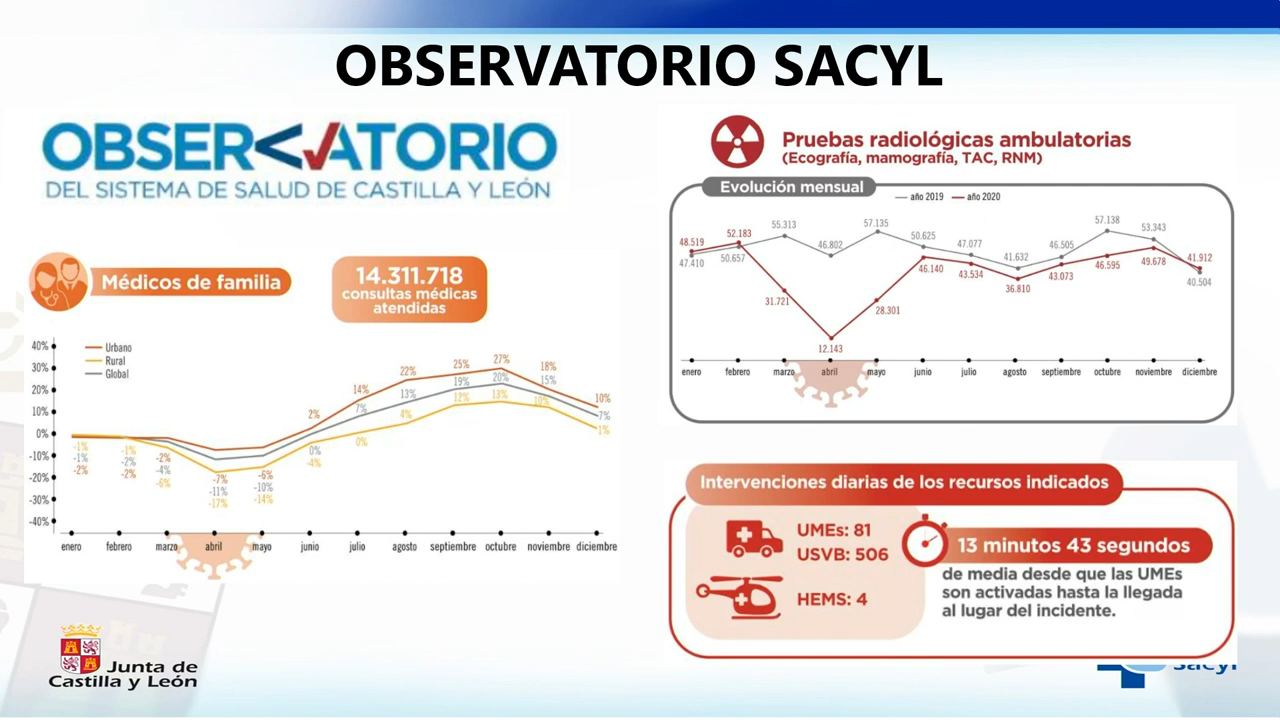 OBSERVATORIO SACYL
OBSERVATORIO
DEL SISTEMA DE SALUD DE CASTILLA Y LEÓN
Médicos de familia
14.311.718
consultas médicas
atendidas
Urbano
Rural
Global
40%
30%
20%
10%
0%
-10%
-20%
-30%
-40%
-1% -1% -2%
-1% -2% -2%
-2% -4% -6%
-7% -11% -17%
-6% -10% -14%
2% 0% -4%
14% 7% 0%
22% 13% 4%
25% 19% 12%
27% 20% 13%
18% 15% 10%
10% 7% 1%
enero febrero marzo abril mayo junio julio agosto septiembre octubre noviembre diciembre
Junta de
Castilla y León
Pruebas radiológicas ambulatorias
(Ecografía, mamografía, TAC, RNM)
Evolución mensual
año 2019 año 2020
48.519 52.183 55.313 46.802 57.135 50.625 47.077 41.632 46.505 57.138 53.343 41.912
47.410 50.657 31.721 12.143 28.301 46.140 43.534 36.810 43.073 46.595 49.678 40.504
enero febrero marzo abril mayo junio julio agosto septiembre octubre noviembre diciembre
Intervenciones diarias de los recursos indicados
UMEs: 81
USVB: 506
HEMS: 4
13 minutos 43 segundos
de media desde que las UMEs
son activadas hasta la llegada
al lugar del incidente.
Sacyl